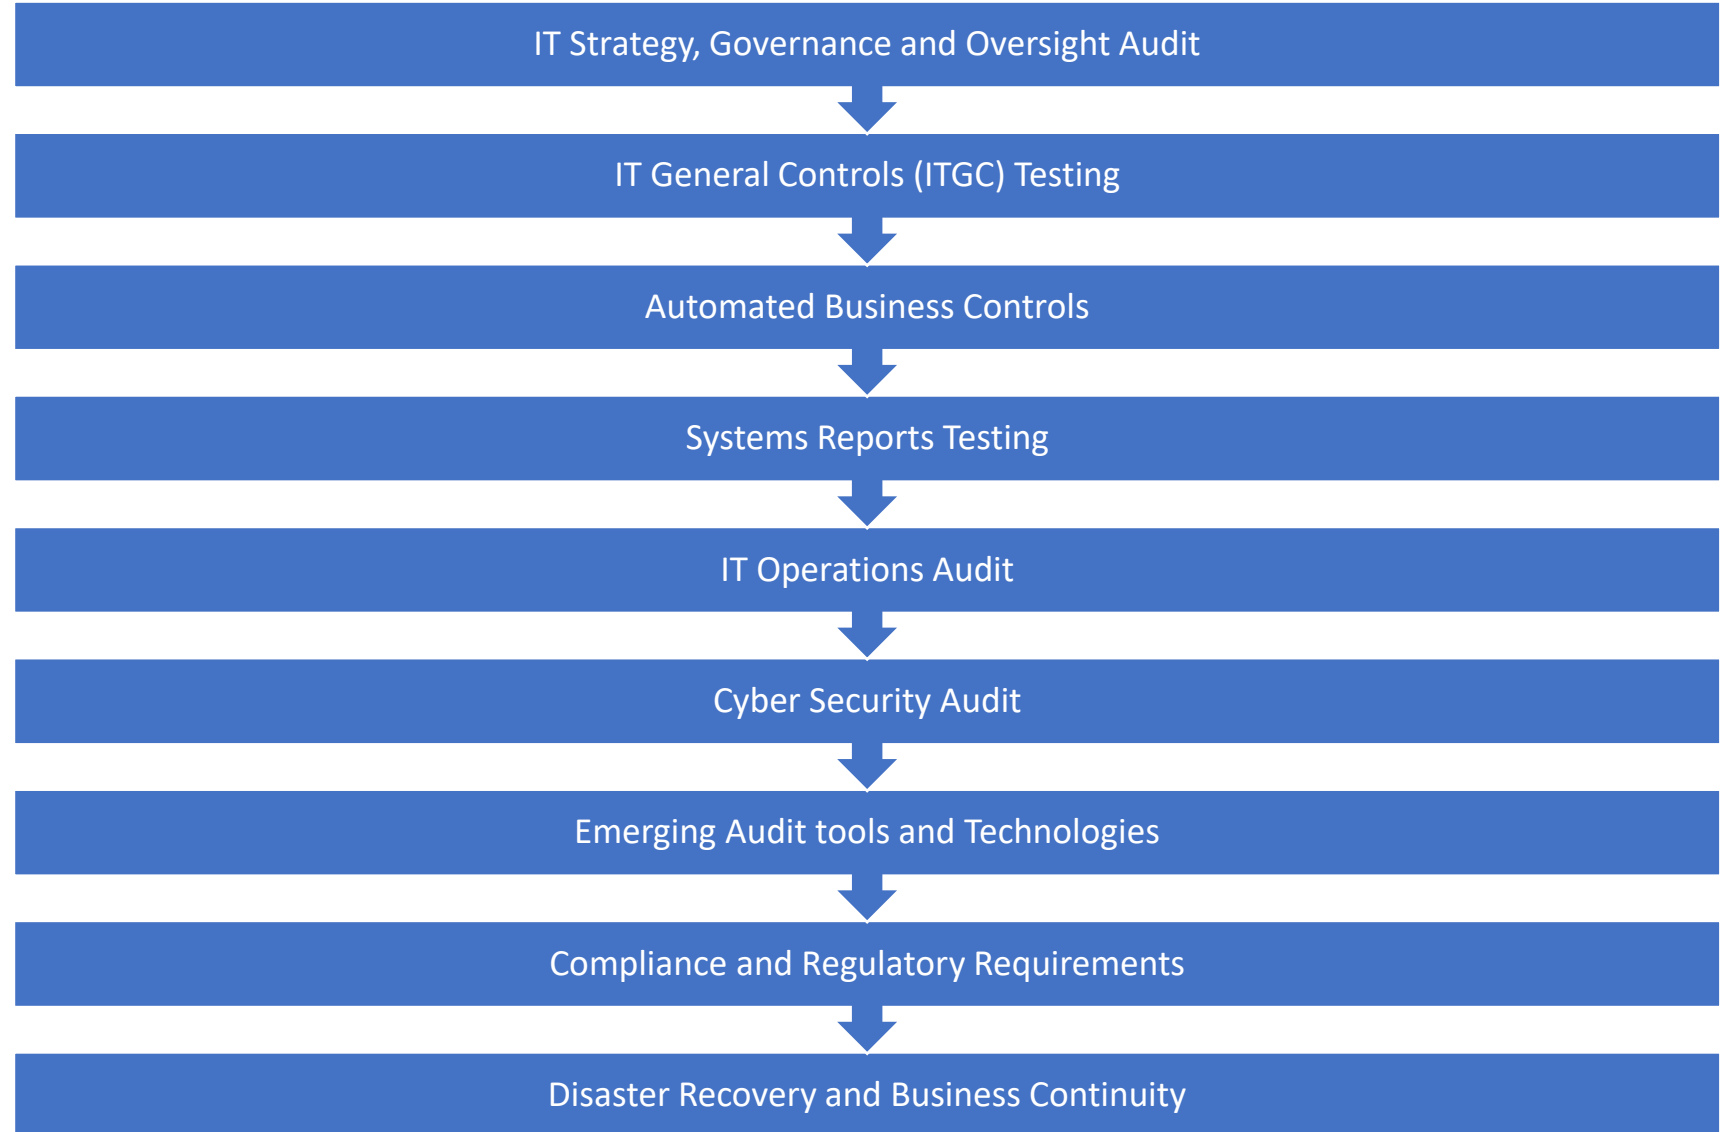 IT Strategy, Governance and Oversight Audit
IT General Controls (ITGC) Testing
Automated Business Controls
Systems Reports Testing
IT Operations Audit
Cyber Security Audit
Emerging Audit tools and Technologies
Compliance and Regulatory Requirements
Disaster Recovery and Business Continuity